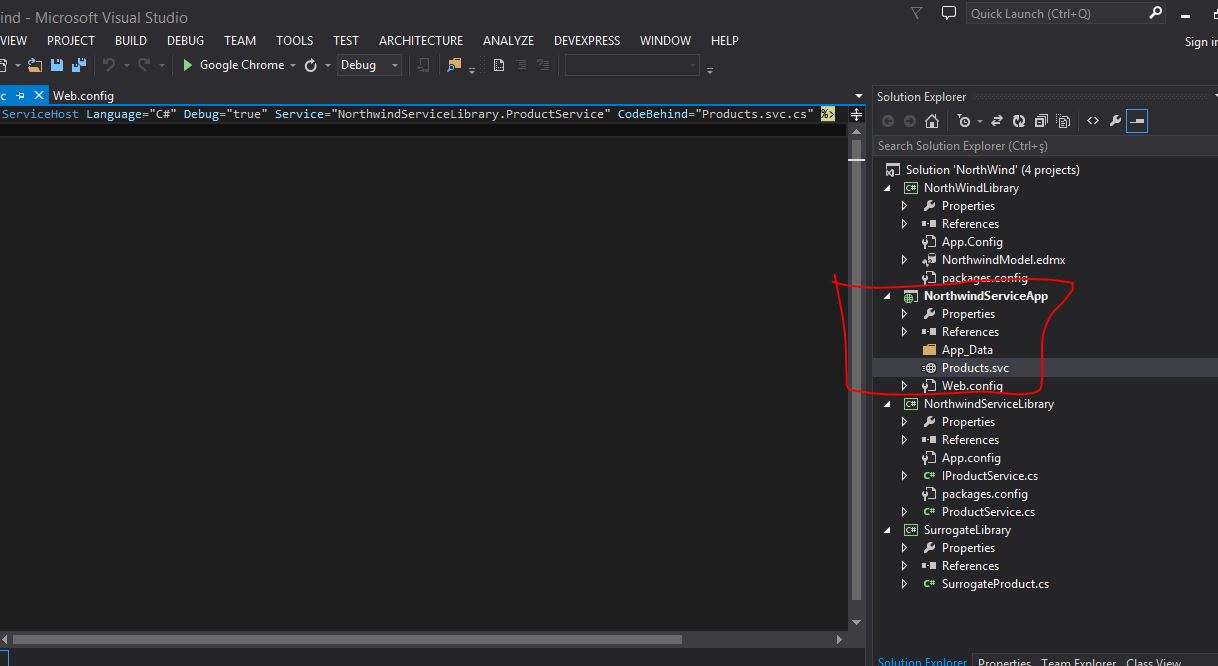 ind - Microsoft Visual Studio
Quick Launch (Ctrl+Q)
VIEW PROJECT BUILD DEBUG TEAM TOOLS TEST ARCHITECTURE ANALYZE DEVEXPRESS WINDOW HELP
Sign in
Google Chrome Debug
c Web.config
ServiceHost Language="C#" Debug="true" Service="NorthwindServiceLibrary.ProductService" CodeBehind="Products.svc.cs" %>
Solution Explorer
Search Solution Explorer (Ctrl+ş)
Solution 'NorthWind' (4 projects)
C# NorthWindLibrary
Properties
References
App.Config
NorthwindModel.edmx
packages.config
NorthwindServiceApp
Properties
References
App_Data
Products.svc
Web.config
C# NorthwindServiceLibrary
Properties
References
App.config
C# IProductService.cs
packages.config
C# ProductService.cs
C# SurrogateLibrary
Properties
References
C# SurrogateProduct.cs
Solution Explorer Properties Team Explorer Class View